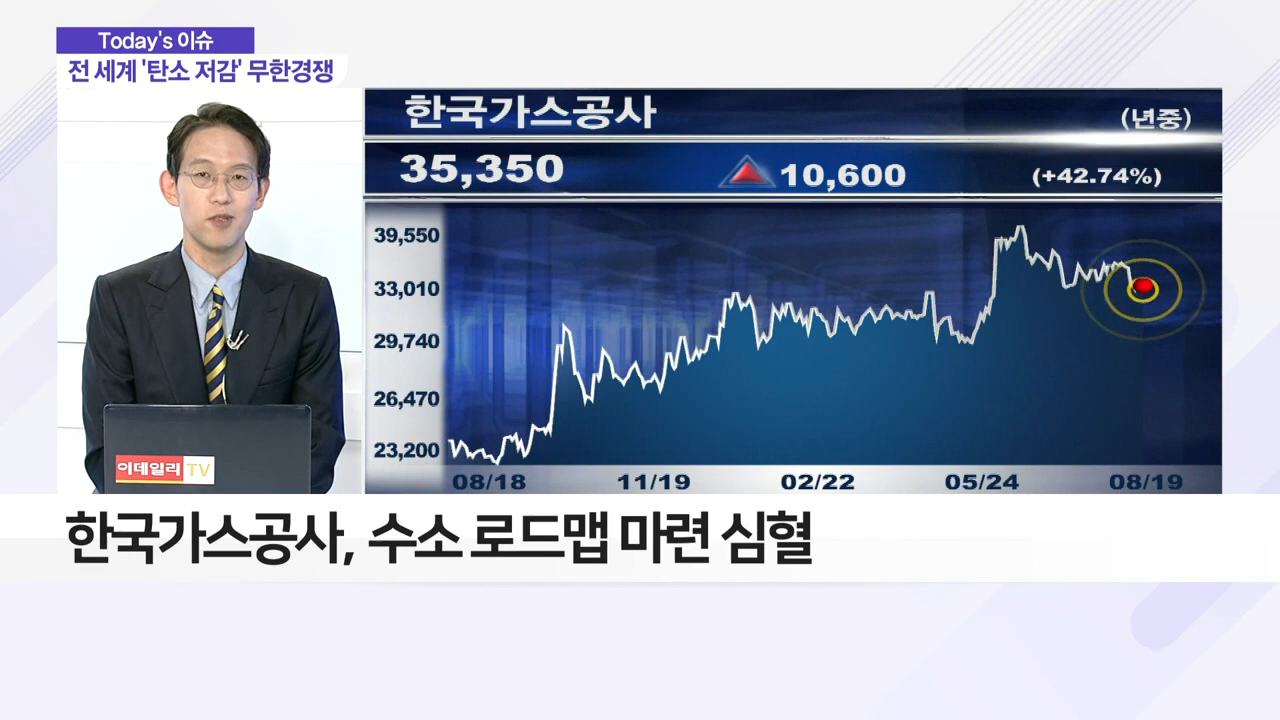 Today's 이슈
전 세계 '탄소 저감' 무한경쟁
한국가스공사 (년중)
35,350 10,600 (+42.74%)
39,550
33,010
29,740
26,470
23,200
08/18 11/19 02/22 05/24 08/19
이데일리 TV
한국가스공사, 수소 로드맵 마련 심혈